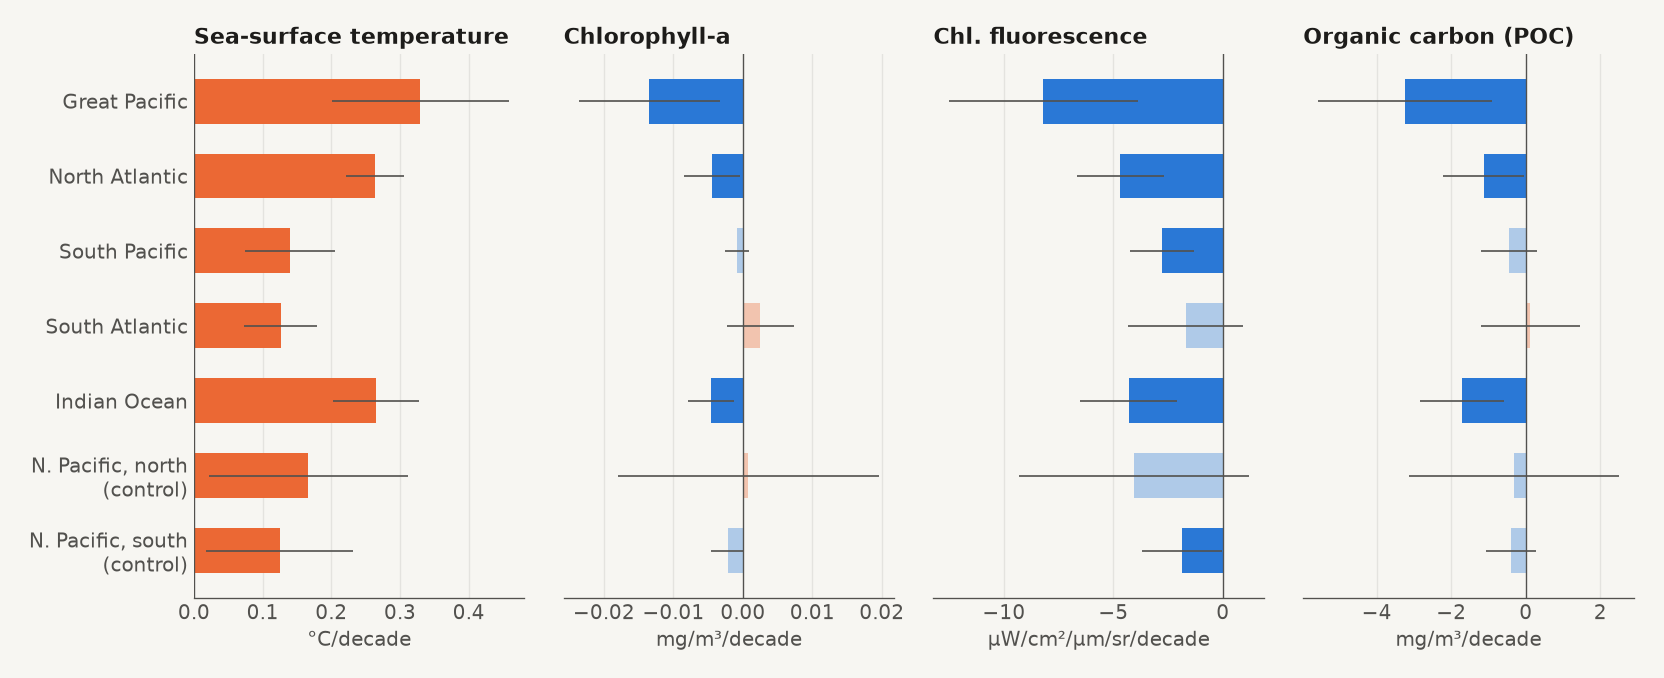 Sea-surface temperature
Chlorophyll-a
Chl. fluorescence
Organic carbon (POC)
Great Pacific
North Atlantic
South Pacific
South Atlantic
Indian Ocean
N. Pacific, north
(control)
N. Pacific, south
(control)
0.0 0.1 0.2 0.3 0.4
−0.02 −0.01 0.00 0.01 0.02
−10 −5 0
−4 −2 0 2
°C/decade
mg/m³/decade
µW/cm²/µm/sr/decade
mg/m³/decade